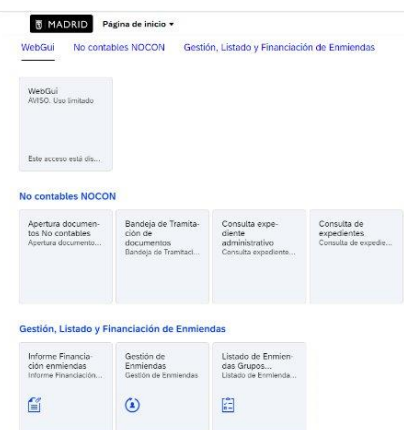 MADRID Página de inicio
WebGui No contables NOCON Gestión, Listado y Financiación de Enmiendas
WebGui
AVISO. Uso limitado
Este acceso está dis...
No contables NOCON
Apertura documen-
tos No contables
Apertura documento...
Bandeja de Tramita-
ción de
documentos
Bandeja de Tramitaci...
Consulta expe-
diente
administrativo
Consulta expediente...
Consulta de
expedientes
Consulta de expedie...
Gestión, Listado y Financiación de Enmiendas
Informe Financia-
ción enmiendas
Informe Financiación...
Gestión de
Enmiendas
Gestión de Enmiendas
Listado de Enmien-
das Grupos...
Listado de Enmienda...